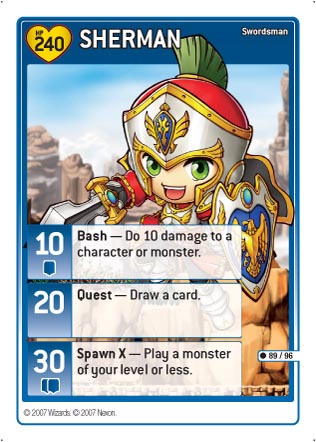 HP
240
SHERMAN
Swordsman
10
Bash — Do 10 damage to a
character or monster.
20
Quest — Draw a card.
30
Spawn X — Play a monster
of your level or less.
89 / 96
© 2007 Wizards. © 2007 Nexon.